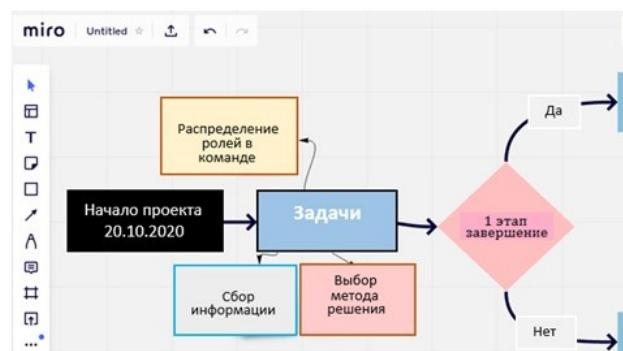 miro
Untitled
Распределение
ролей в
команде
Да
Начало проекта
20.10.2020
Задачи
1 этап
завершение
Сбор
информации
Выбор
метода
решения
Нет